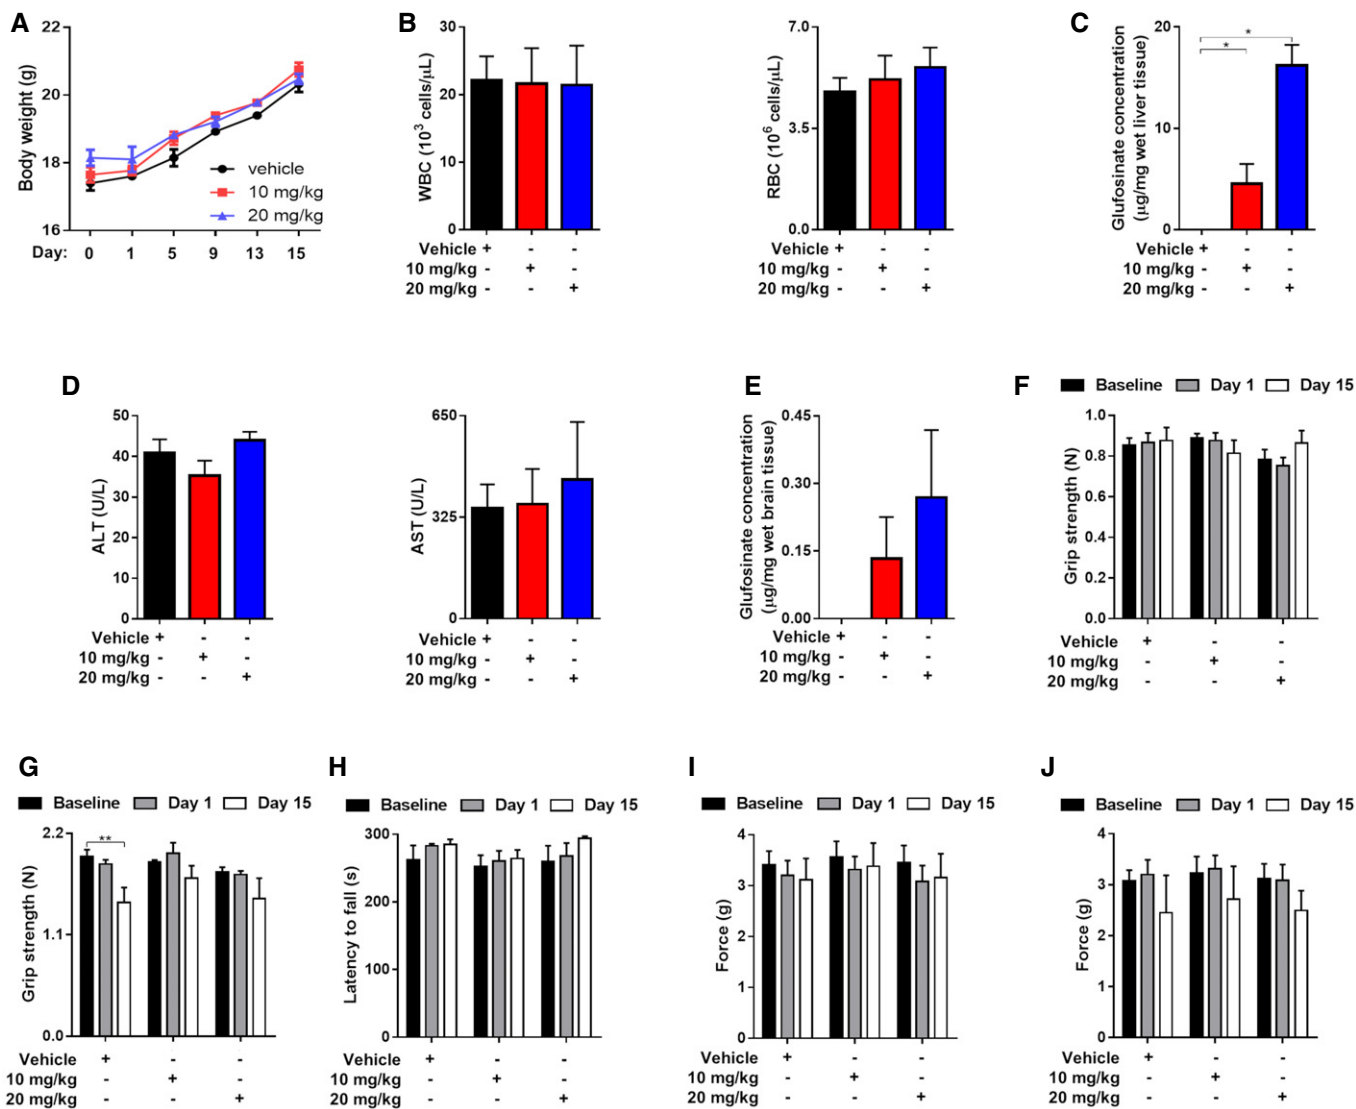 A
22
20
18
16
Body weight (g)
vehicle
10 mg/kg
20 mg/kg
Day: 0 1 5 9 13 15
B
30
20
10
0
WBC (10³ cells/µL)
Vehicle + - -
10 mg/kg - + -
20 mg/kg - - +
7.0
3.5
0.0
RBC (10⁶ cells/µL)
Vehicle + - -
10 mg/kg - + -
20 mg/kg - - +
C
20
10
0
Glufosinate concentration
(µg/mg wet liver tissue)
*
*
Vehicle + - -
10 mg/kg - + -
20 mg/kg - - +
D
50
40
30
20
10
0
ALT (U/L)
Vehicle + - -
10 mg/kg - + -
20 mg/kg - - +
650
325
0
AST (U/L)
Vehicle + - -
10 mg/kg - + -
20 mg/kg - - +
E
0.45
0.30
0.15
0.00
Glufosinate concentration
(µg/mg wet brain tissue)
Vehicle + - -
10 mg/kg - + -
20 mg/kg - - +
F
Baseline Day 1 Day 15
1.0
0.8
0.6
0.4
0.2
0.0
Grip strength (N)
Vehicle + - -
10 mg/kg - + -
20 mg/kg - - +
G
Baseline Day 1 Day 15
2.2
1.1
0.0
Grip strength (N)
**
Vehicle + - -
10 mg/kg - + -
20 mg/kg - - +
H
Baseline Day 1 Day 15
300
200
100
0
Latency to fall (s)
Vehicle + - -
10 mg/kg - + -
20 mg/kg - - +
I
Baseline Day 1 Day 15
4
3
2
1
0
Force (g)
Vehicle + - -
10 mg/kg - + -
20 mg/kg - - +
J
Baseline Day 1 Day 15
4
3
2
1
0
Force (g)
Vehicle + - -
10 mg/kg - + -
20 mg/kg - - +